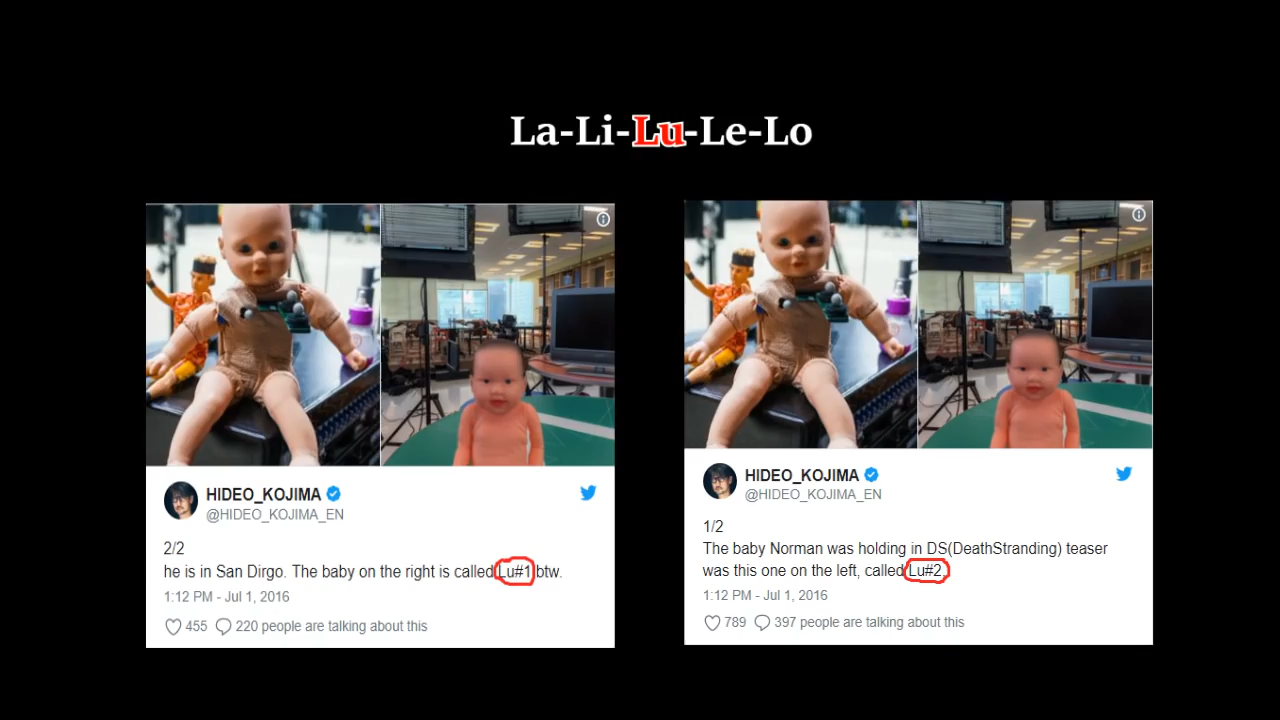 La-Li-Lu-Le-Lo
HIDEO_KOJIMA
@HIDEO_KOJIMA_EN
2/2
he is in San Dirgo. The baby on the right is called Lu#1 btw.
1:12 PM - Jul 1, 2016
455 220 people are talking about this
HIDEO_KOJIMA
@HIDEO_KOJIMA_EN
1/2
The baby Norman was holding in DS(DeathStranding) teaser
was this one on the left, called Lu#2.
1:12 PM - Jul 1, 2016
789 397 people are talking about this